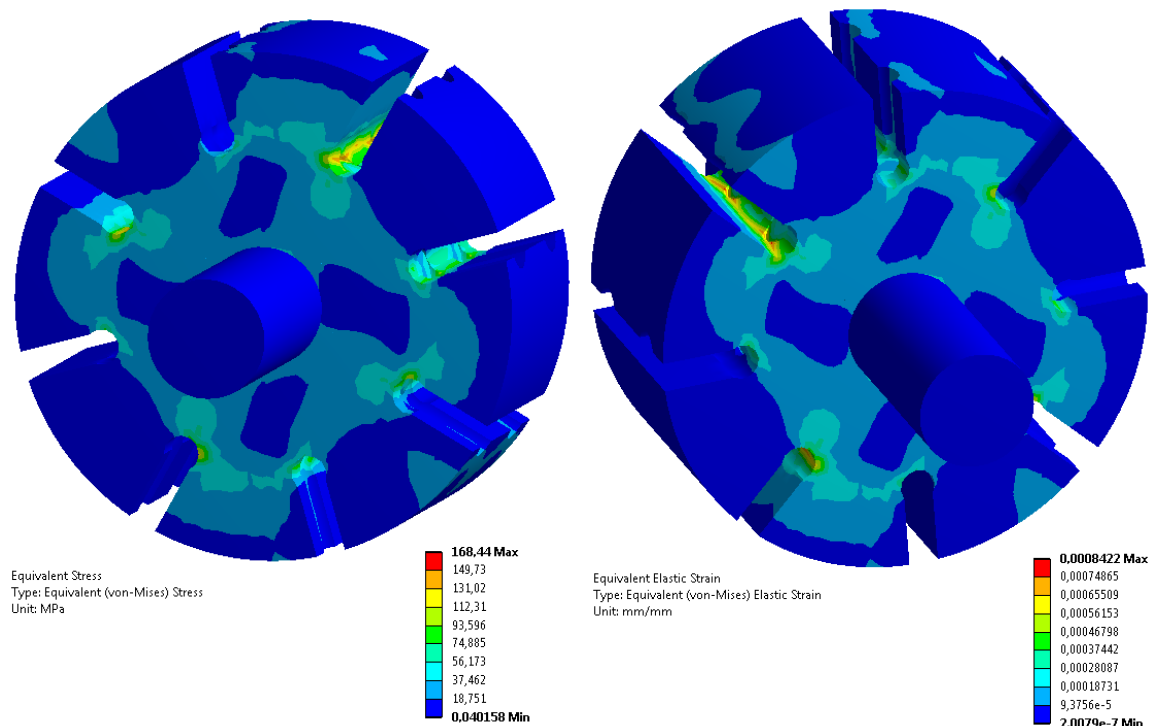 Equivalent Stress
Type: Equivalent (von-Mises) Stress
Unit: MPa
168,44 Max
149,73
131,02
112,31
93,596
74,885
56,173
37,462
18,751
0,040158 Min
Equivalent Elastic Strain
Type: Equivalent (von-Mises) Elastic Strain
Unit: mm/mm
0,0008422 Max
0,00074865
0,00065509
0,00056153
0,00046798
0,00037442
0,00028087
0,00018731
9,3756e-5
2,0079e-7 Min